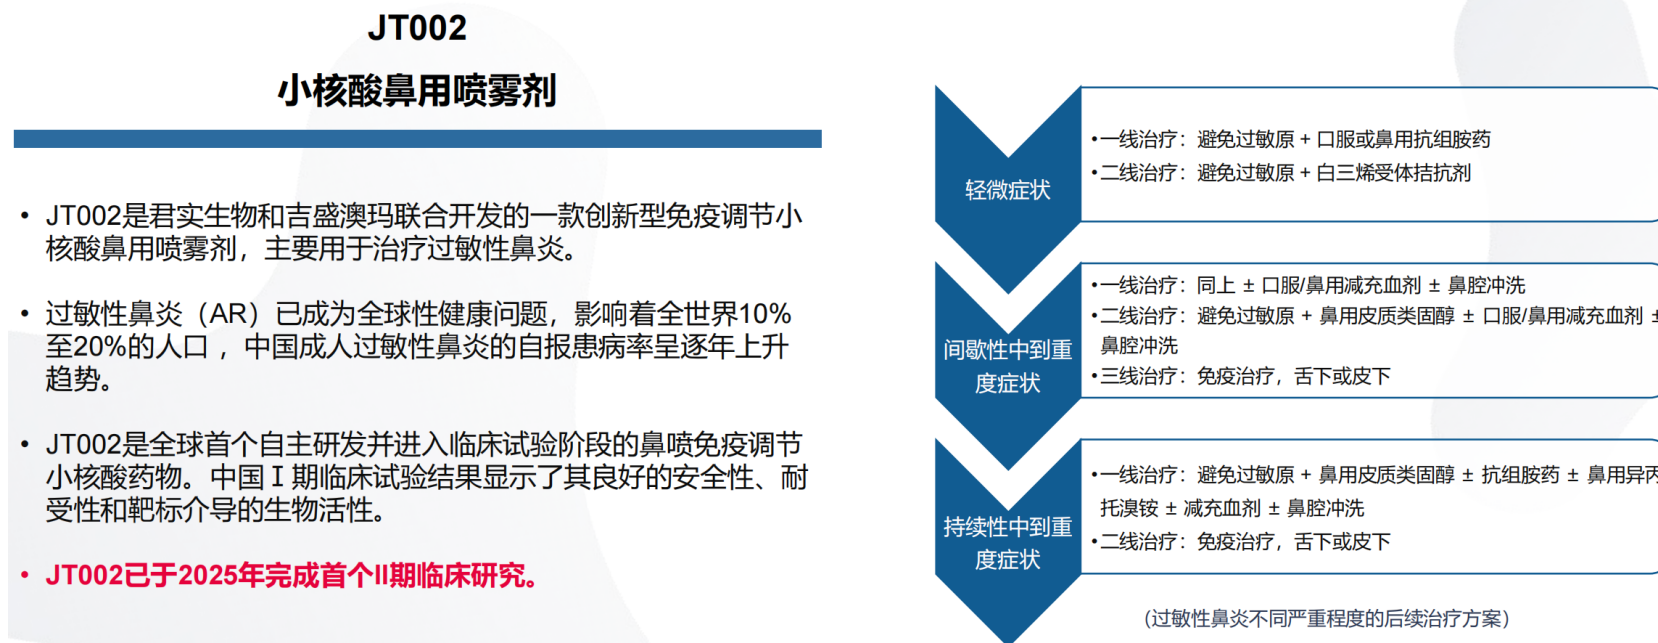 JT002
小核酸鼻用喷雾剂
• JT002是君实生物和吉盛澳玛联合开发的一款创新型免疫调节小
核酸鼻用喷雾剂，主要用于治疗过敏性鼻炎。
• 过敏性鼻炎（AR）已成为全球性健康问题，影响着全世界10%
至20%的人口 ，中国成人过敏性鼻炎的自报患病率呈逐年上升
趋势。
• JT002是全球首个自主研发并进入临床试验阶段的鼻喷免疫调节
小核酸药物。中国 I 期临床试验结果显示了其良好的安全性、耐
受性和靶标介导的生物活性。
• JT002已于2025年完成首个II期临床研究。
轻微症状
•一线治疗：避免过敏原 + 口服或鼻用抗组胺药
•二线治疗：避免过敏原 + 白三烯受体拮抗剂
间歇性中到重
度症状
•一线治疗：同上 ± 口服/鼻用减充血剂 ± 鼻腔冲洗
•二线治疗：避免过敏原 + 鼻用皮质类固醇 ± 口服/鼻用减充血剂 ±
鼻腔冲洗
•三线治疗：免疫治疗，舌下或皮下
持续性中到重
度症状
•一线治疗：避免过敏原 + 鼻用皮质类固醇 ± 抗组胺药 ± 鼻用异丙
托溴铵 ± 减充血剂 ± 鼻腔冲洗
•二线治疗：免疫治疗，舌下或皮下
（过敏性鼻炎不同严重程度的后续治疗方案）